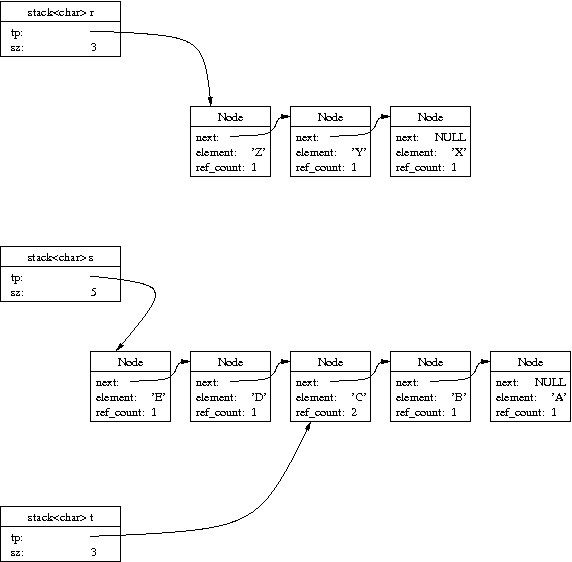 stack<char> r
tp:
sz: 3
Node Node Node
next: next: next: NULL
element: 'Z' element: 'Y' element: 'X'
ref_count: 1 ref_count: 1 ref_count: 1
stack<char> s
tp:
sz: 5
Node Node Node Node Node
next: next: next: next: next: NULL
element: 'E' element: 'D' element: 'C' element: 'B' element: 'A'
ref_count: 1 ref_count: 1 ref_count: 2 ref_count: 1 ref_count: 1
stack<char> t
tp:
sz: 3